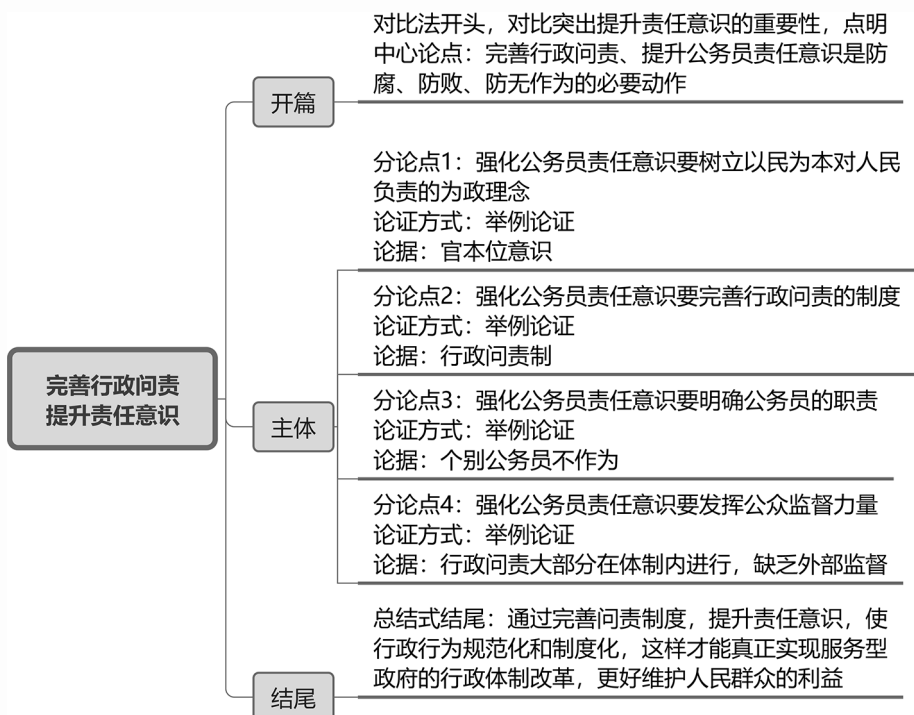 对比法开头，对比突出提升责任意识的重要性，点明
中心论点：完善行政问责、提升公务员责任意识是防
腐、防败、防无作为的必要动作
开篇
分论点1：强化公务员责任意识要树立以民为本对人民
负责的为政理念
论证方式：举例论证
论据：官本位意识
分论点2：强化公务员责任意识要完善行政问责的制度
论证方式：举例论证
论据：行政问责制
完善行政问责
提升责任意识
主体
分论点3：强化公务员责任意识要明确公务员的职责
论证方式：举例论证
论据：个别公务员不作为
分论点4：强化公务员责任意识要发挥公众监督力量
论证方式：举例论证
论据：行政问责大部分在体制内进行，缺乏外部监督
总结式结尾：通过完善问责制度，提升责任意识，使
行政行为规范化和制度化，这样才能真正实现服务型
政府的行政体制改革，更好维护人民群众的利益
结尾